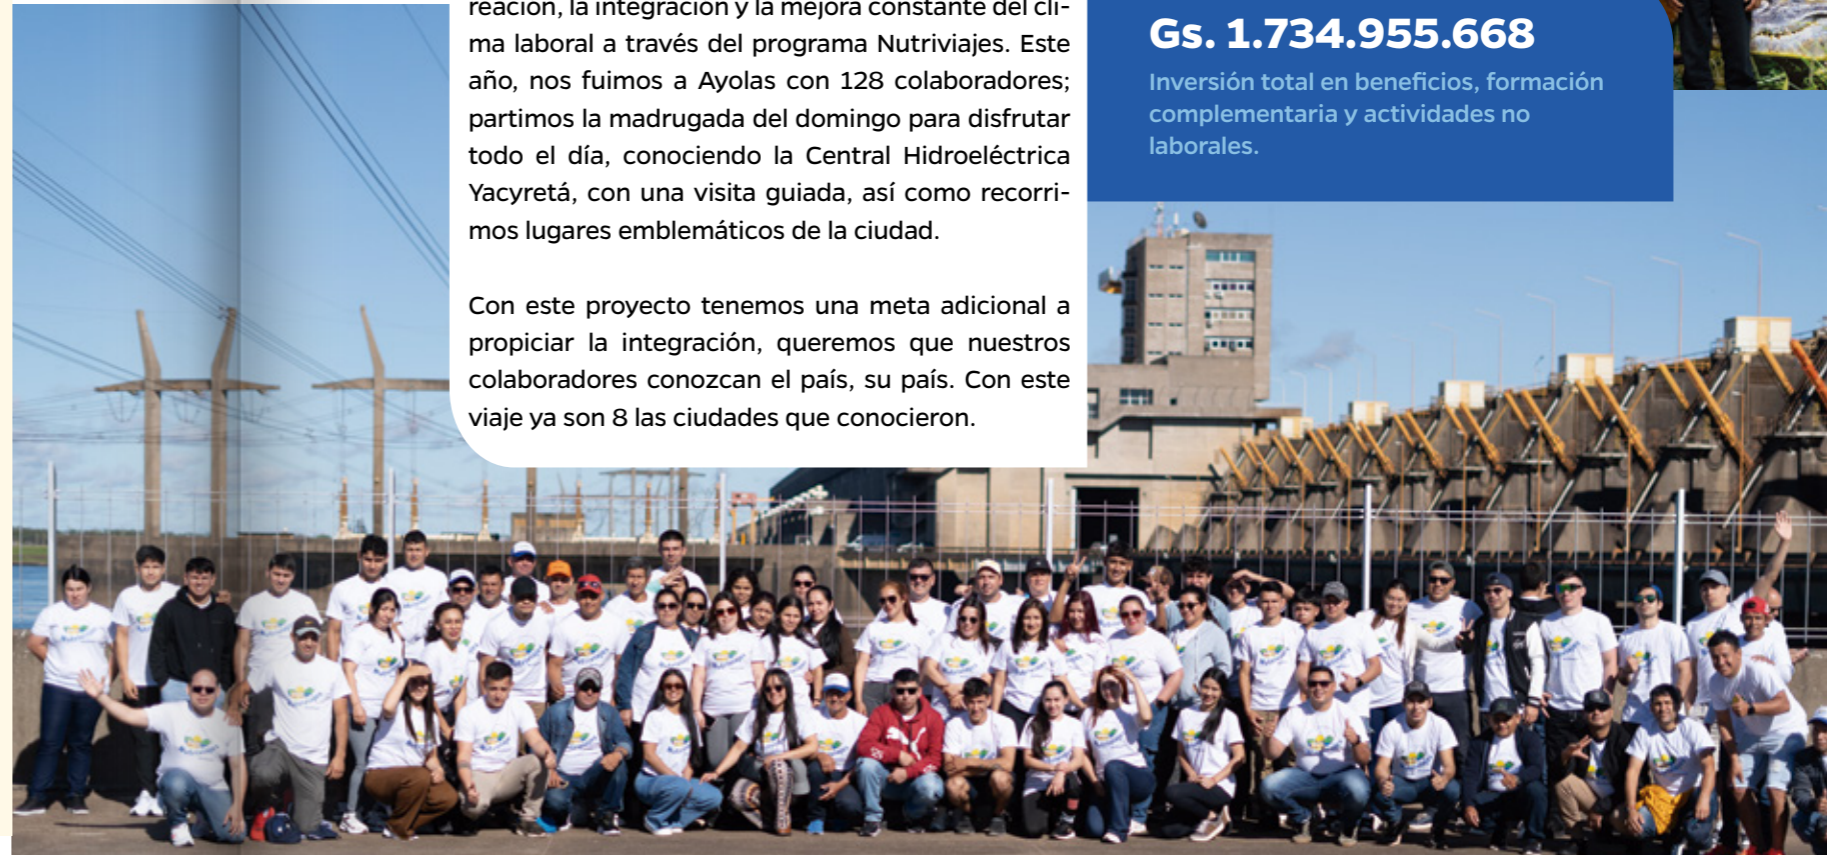 reación, la integración y la mejora constante del cli-
ma laboral a través del programa Nutriviajes. Este
año, nos fuimos a Ayolas con 128 colaboradores;
partimos la madrugada del domingo para disfrutar
todo el día, conociendo la Central Hidroeléctrica
Yacyretá, con una visita guiada, así como recorri-
mos lugares emblemáticos de la ciudad.
Con este proyecto tenemos una meta adicional a
propiciar la integración, queremos que nuestros
colaboradores conozcan el país, su país. Con este
viaje ya son 8 las ciudades que conocieron.
Gs. 1.734.955.668
Inversión total en beneficios, formación
complementaria y actividades no
laborales.